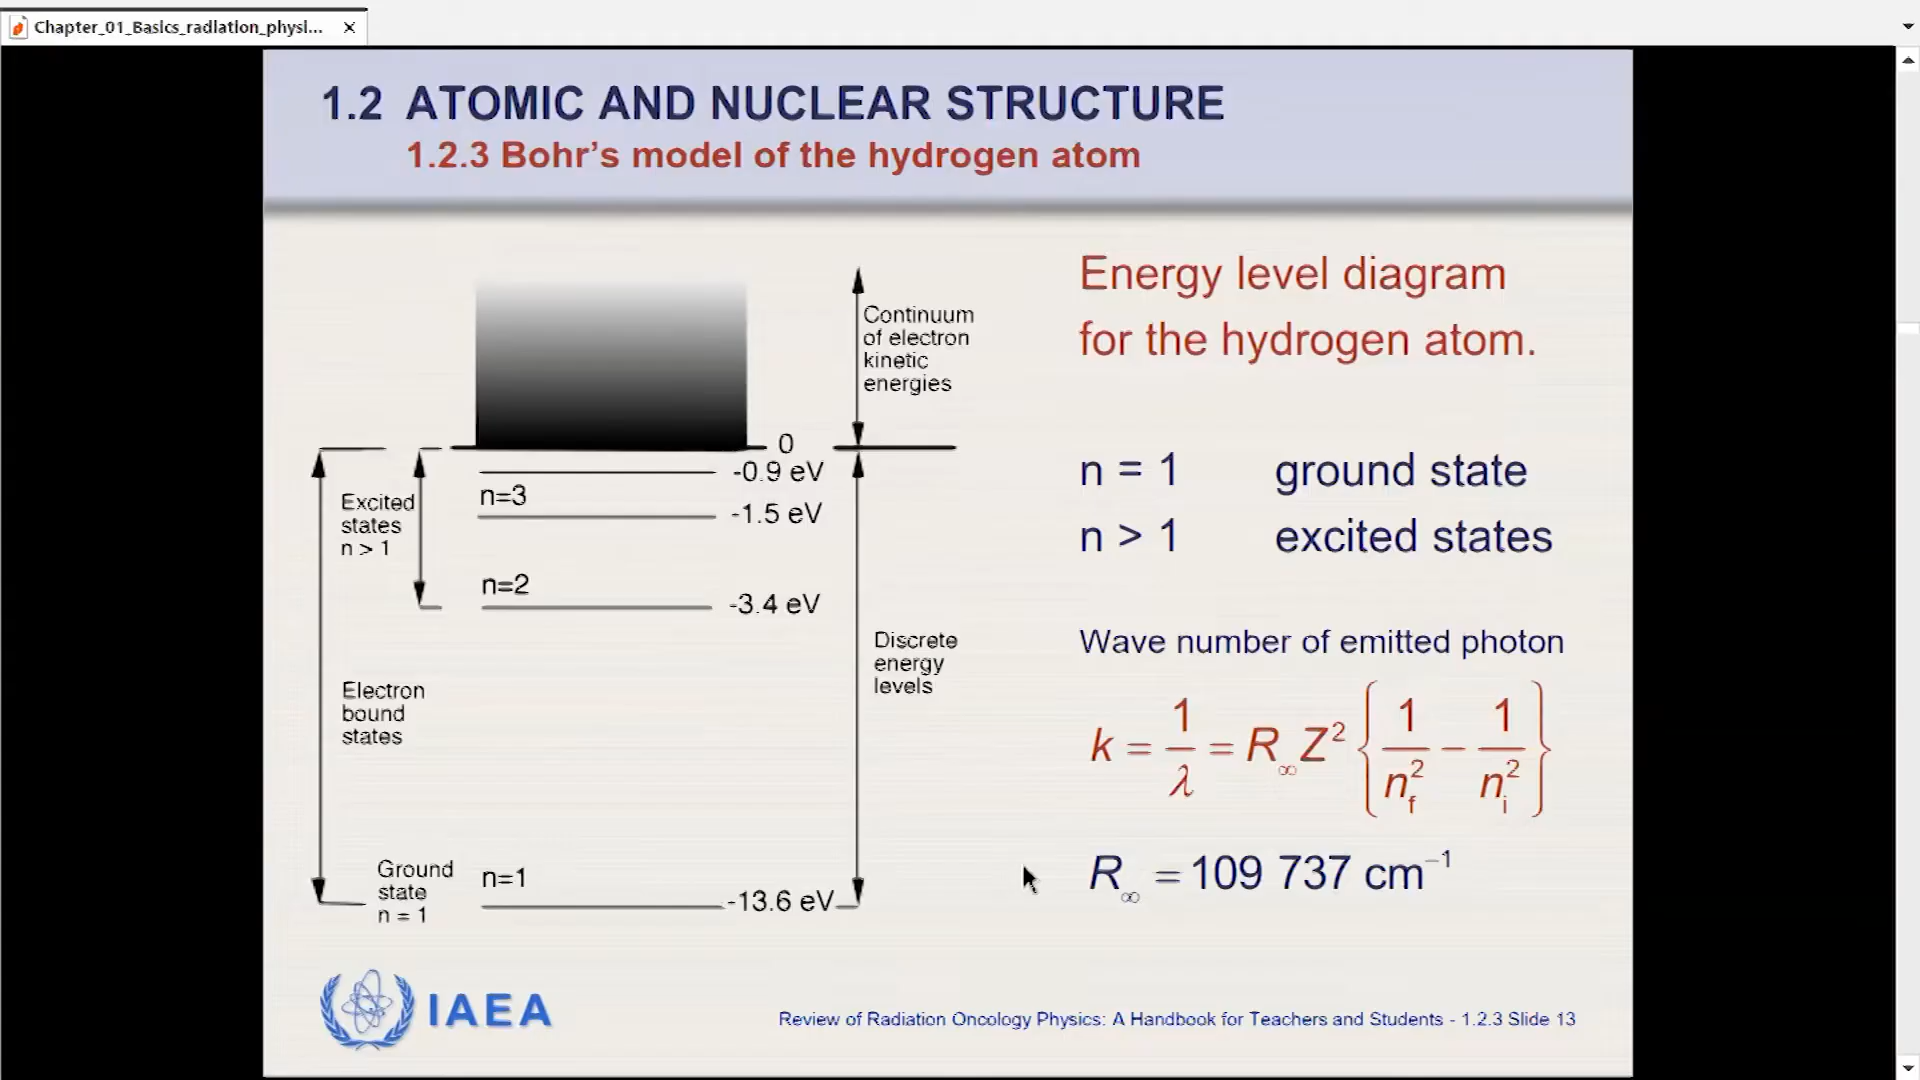 Chapter_01_Basics_radiation_physi...
1.2 ATOMIC AND NUCLEAR STRUCTURE
1.2.3 Bohr’s model of the hydrogen atom
Continuum
of electron
kinetic
energies
0
-0.9 eV
n=3
-1.5 eV
Excited
states
n > 1
n=2
-3.4 eV
Discrete
energy
levels
Electron
bound
states
Ground
state
n = 1
n=1
-13.6 eV
Energy level diagram
for the hydrogen atom.
n = 1 ground state
n > 1 excited states
Wave number of emitted photon
k = 1/λ = R∞Z² {1/n_f² − 1/n_i²}
R∞ = 109 737 cm⁻¹
IAEA
Review of Radiation Oncology Physics: A Handbook for Teachers and Students - 1.2.3 Slide 13